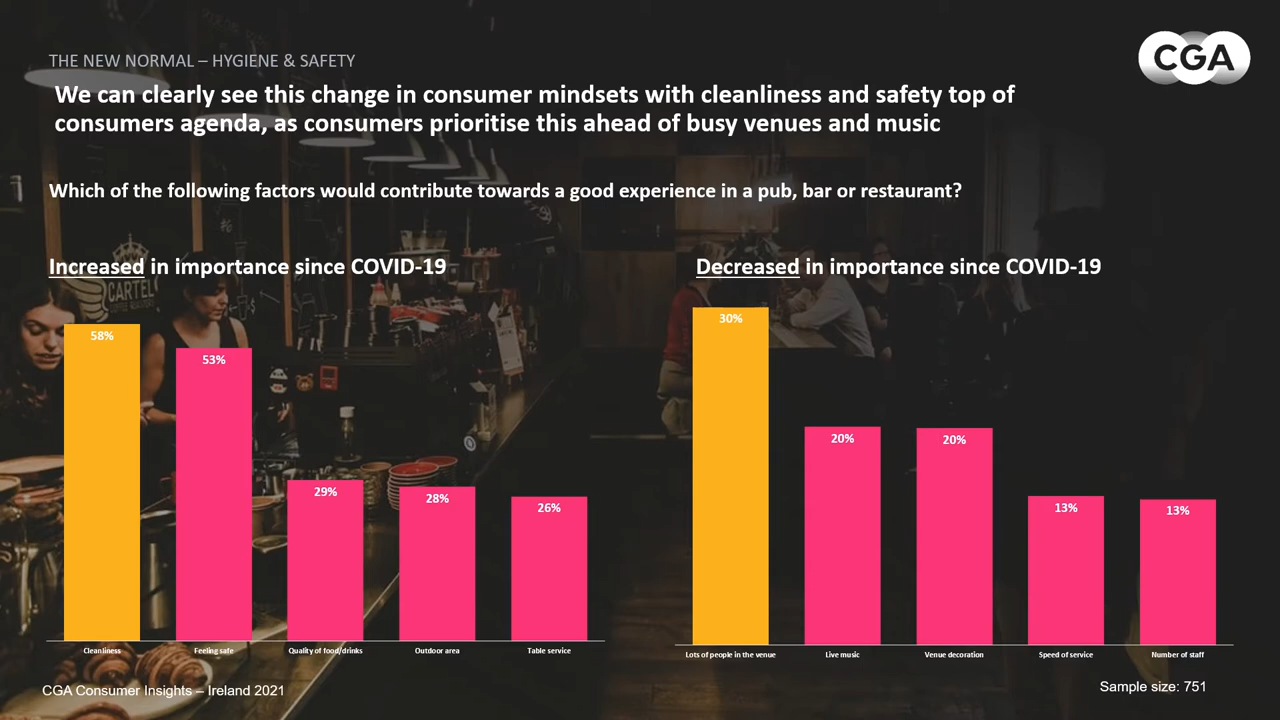 THE NEW NORMAL – HYGIENE & SAFETY
CGA
We can clearly see this change in consumer mindsets with cleanliness and safety top of
consumers agenda, as consumers prioritise this ahead of busy venues and music
Which of the following factors would contribute towards a good experience in a pub, bar or restaurant?
Increased in importance since COVID-19
58%
53%
29%
28%
26%
Cleanliness
Feeling safe
Quality of food/drinks
Outdoor area
Table service
Decreased in importance since COVID-19
30%
20%
20%
13%
13%
Lots of people in the venue
Live music
Venue decoration
Speed of service
Number of staff
CARTEL
CGA Consumer Insights – Ireland 2021
Sample size: 751